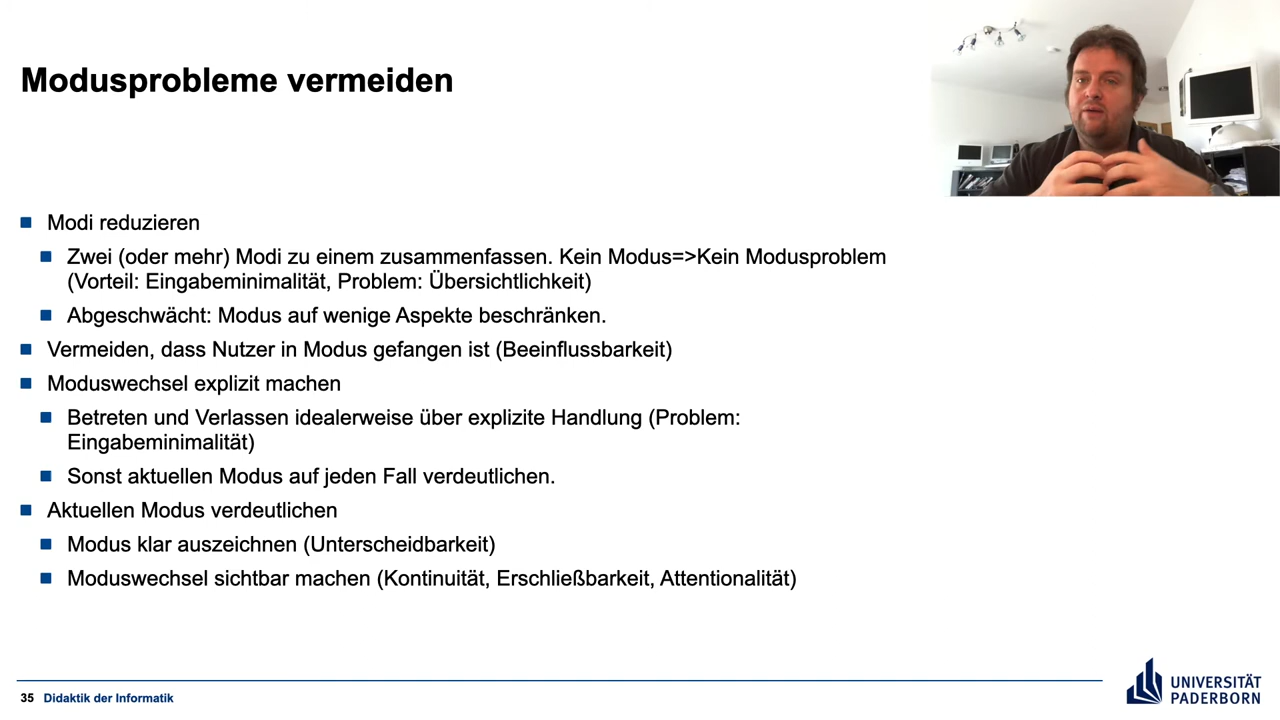 Modusprobleme vermeiden
Modi reduzieren
Zwei (oder mehr) Modi zu einem zusammenfassen. Kein Modus=>Kein Modusproblem
(Vorteil: Eingabeminimalität, Problem: Übersichtlichkeit)
Abgeschwächt: Modus auf wenige Aspekte beschränken.
Vermeiden, dass Nutzer in Modus gefangen ist (Beeinflussbarkeit)
Moduswechsel explizit machen
Betreten und Verlassen idealerweise über explizite Handlung (Problem:
Eingabeminimalität)
Sonst aktuellen Modus auf jeden Fall verdeutlichen.
Aktuellen Modus verdeutlichen
Modus klar auszeichnen (Unterscheidbarkeit)
Moduswechsel sichtbar machen (Kontinuität, Erschließbarkeit, Attentionalität)
35 Didaktik der Informatik
UNIVERSITÄT
PADERBORN